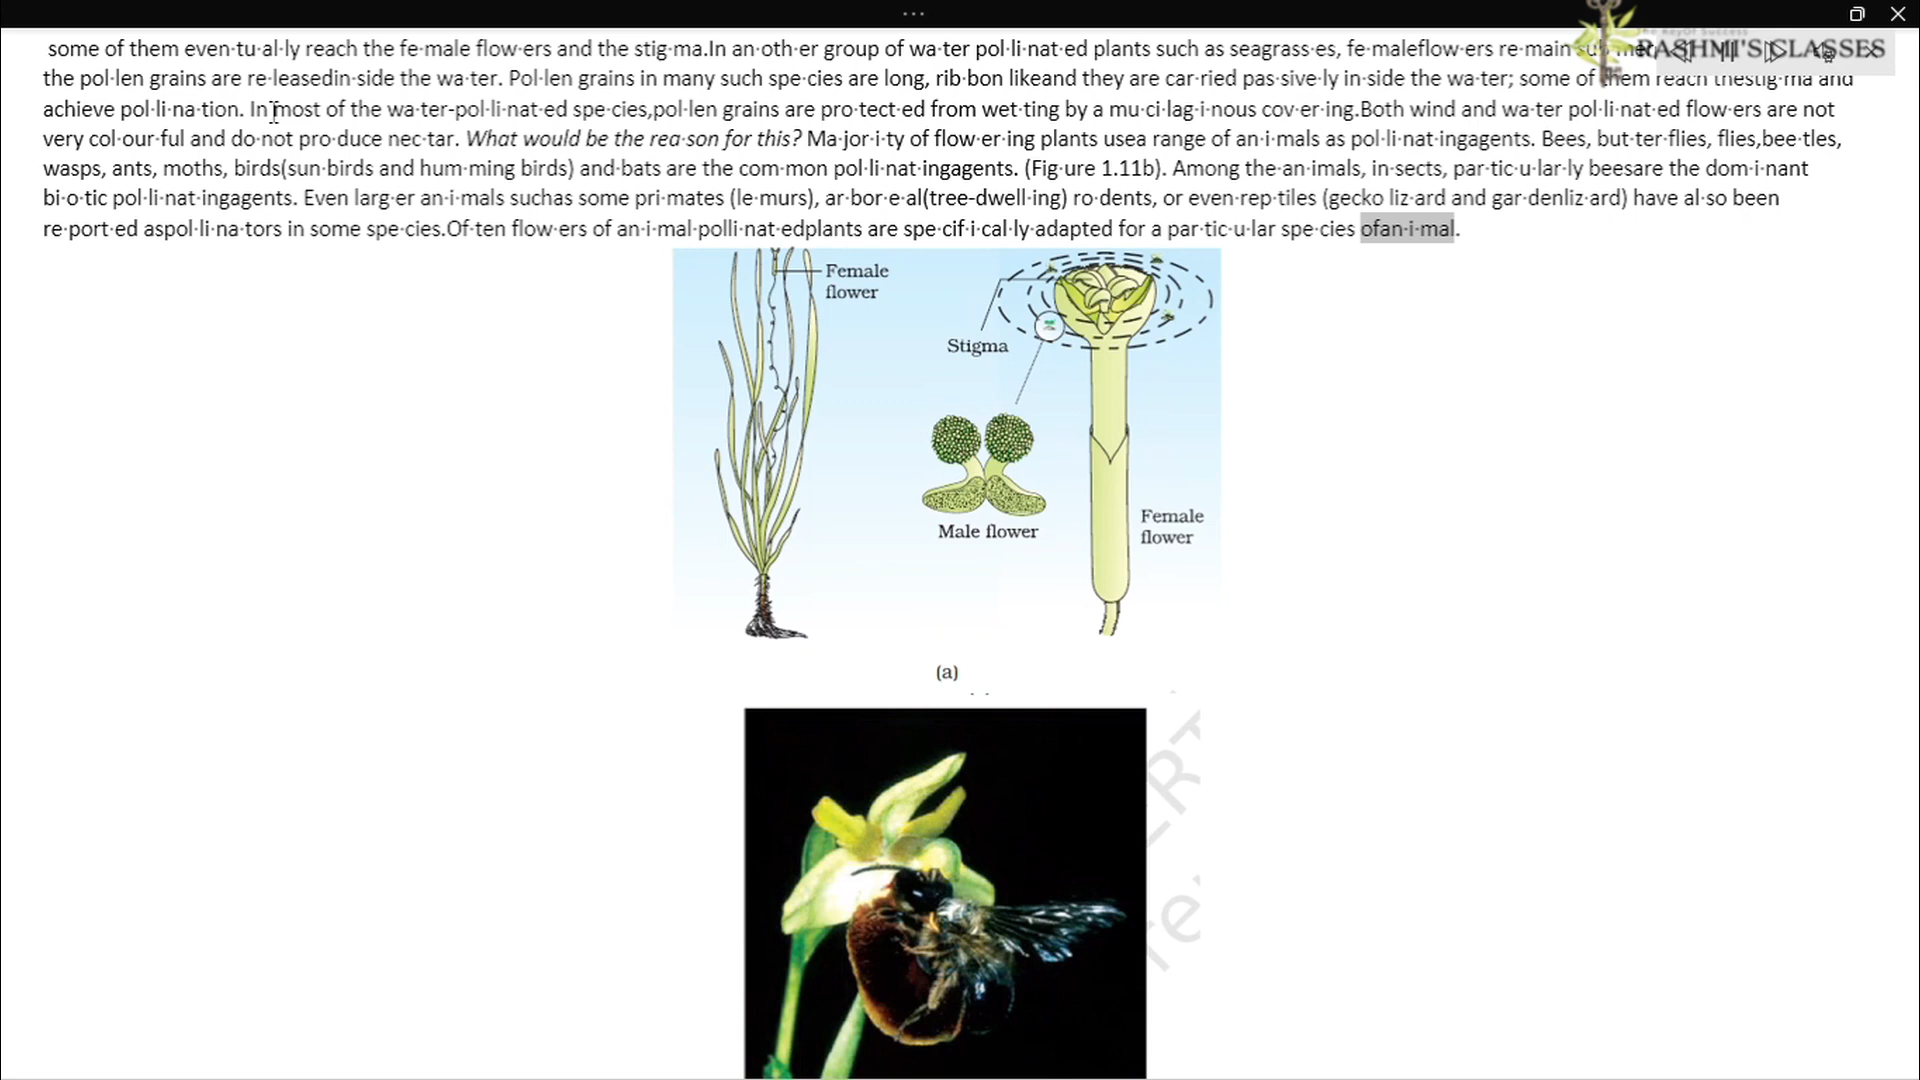 some of them even·tu·al·ly reach the fe·male flow·ers and the stig·ma.In an·oth·er group of wa·ter pol·li·nat·ed plants such as seagrass·es, fe·maleflow·ers re·main
RASHMI'S CLASSES
the pol·len grains are re·leasedin·side the wa·ter. Pol·len grains in many such spe·cies are long, rib·bon likeand they are car·ried pas·sive·ly in·side the wa·ter; some of them reach thestig·ma and
achieve pol·li·na·tion. In most of the wa·ter-pol·li·nat·ed spe·cies,pol·len grains are pro·tect·ed from wet·ting by a mu·ci·lag·i·nous cov·er·ing.Both wind and wa·ter pol·li·nat·ed flow·ers are not
very col·our·ful and do·not pro·duce nec·tar. What would be the rea·son for this? Ma·jor·i·ty of flow·er·ing plants usea range of an·i·mals as pol·li·nat·ingagents. Bees, but·ter·flies, flies,bee·tles,
wasps, ants, moths, birds(sun·birds and hum·ming birds) and·bats are the com·mon pol·li·nat·ingagents. (Fig·ure 1.11b). Among the·an·imals, in·sects, par·tic·u·lar·ly beesare the dom·i·nant
bi·o·tic pol·li·nat·ingagents. Even larg·er an·i·mals suchas some pri·mates (le·murs), ar·bor·e·al(tree-dwell·ing) ro·dents, or even·rep·tiles (gecko liz·ard and gar·denliz·ard) have al·so been
re·port·ed aspol·li·na·tors in some spe·cies.Of·ten flow·ers of an·i·mal·polli·nat·edplants are spe·cif·i·cal·ly·adapted for a par·tic·u·lar spe·cies ofan·i·mal.
Female
flower
Stigma
Male flower
Female
flower
(a)